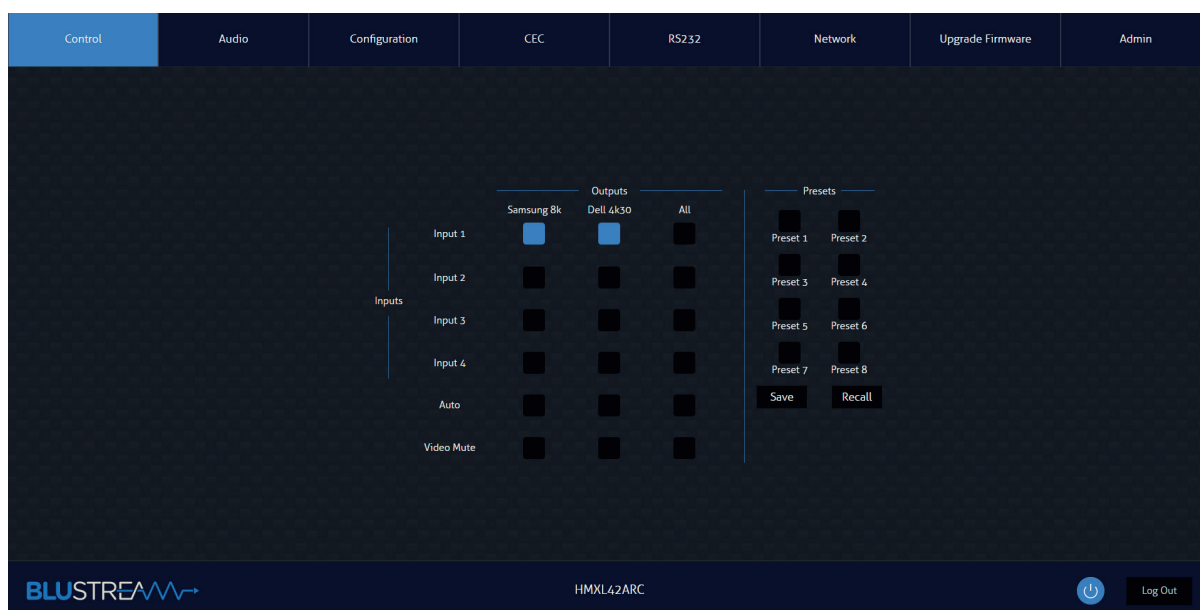 Control Audio Configuration CEC RS232 Network Upgrade Firmware Admin
Outputs
Samsung 8k Dell 4k30 All
Inputs
Input 1
Input 2
Input 3
Input 4
Auto
Video Mute
Presets
Preset 1 Preset 2
Preset 3 Preset 4
Preset 5 Preset 6
Preset 7 Preset 8
Save Recall
BLUSTREAM HMXL42ARC Log Out